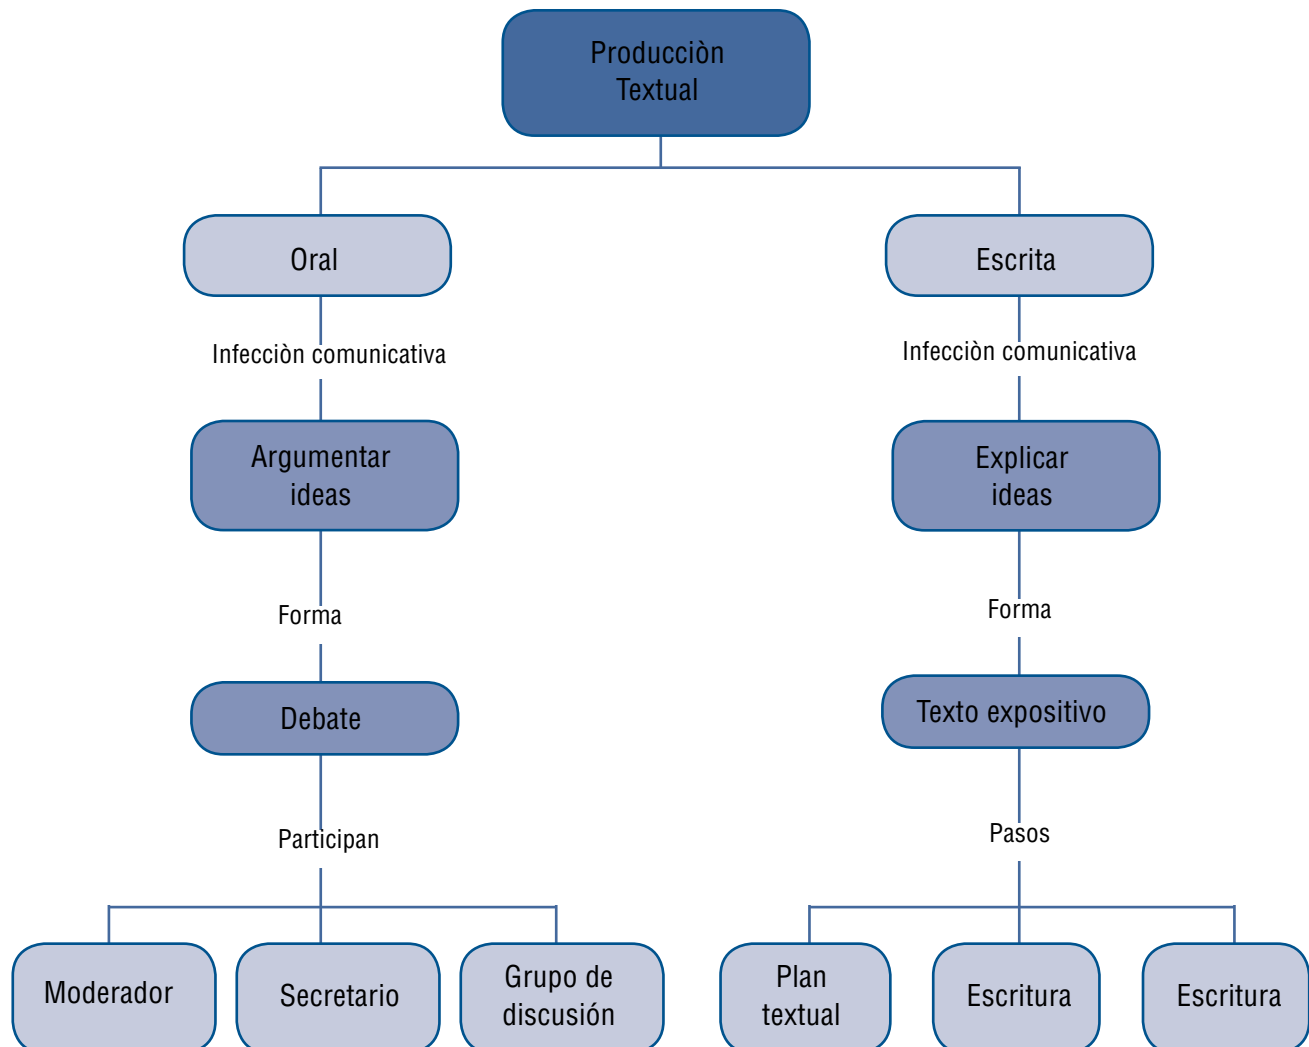 Producciòn
Textual
Oral
Escrita
Infecciòn comunicativa
Infecciòn comunicativa
Argumentar
ideas
Explicar
ideas
Forma
Forma
Debate
Texto expositivo
Participan
Pasos
Moderador
Secretario
Grupo de
discusión
Plan
textual
Escritura
Escritura